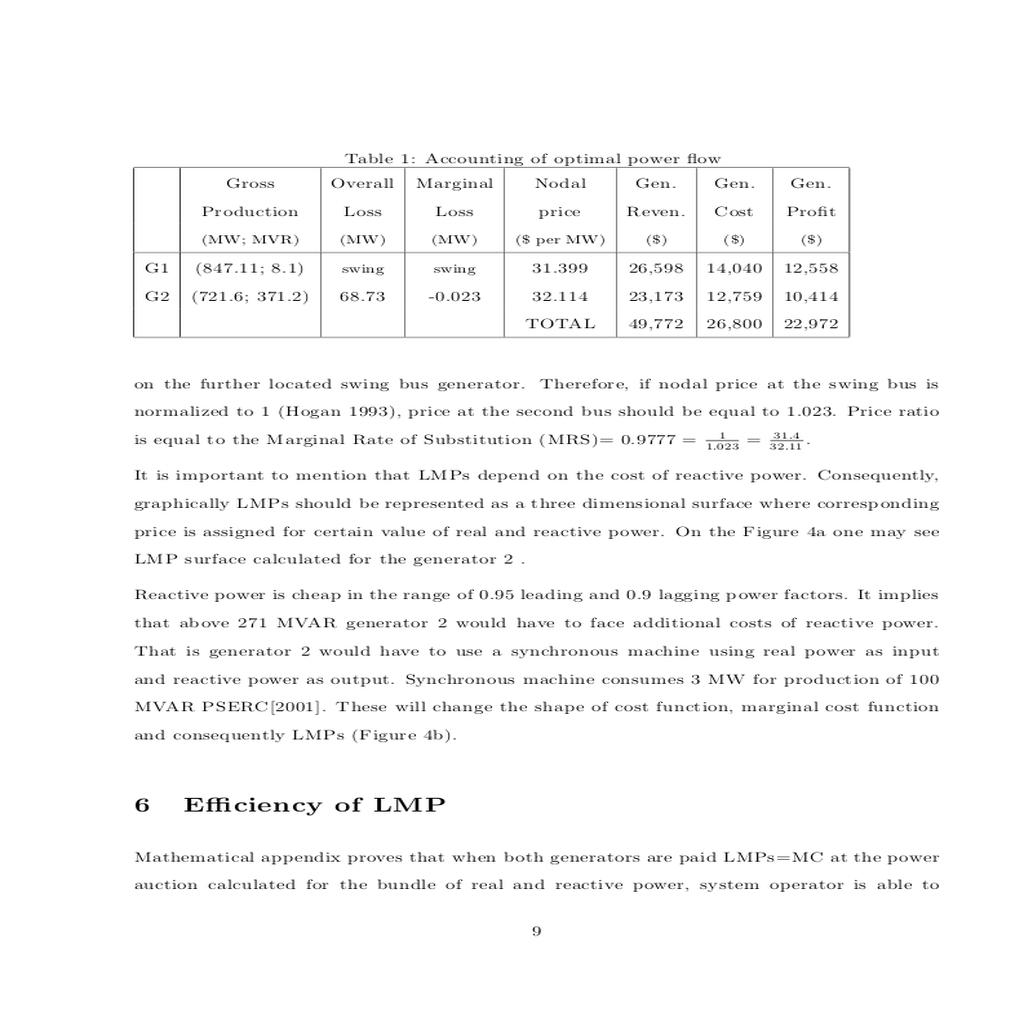 Table 1: Accounting of optimal power flow
Gross Overall Marginal Nodal Gen. Gen. Gen.
Production Loss Loss price Reven. Cost Profit
(MW; MVR) (MW) (MW) ($ per MW) ($) ($) ($)
G1 (847.11; 8.1) swing swing 31.399 26,598 14,040 12,558
G2 (721.6; 371.2) 68.73 -0.023 32.114 23,173 12,759 10,414
TOTAL 49,772 26,800 22,972
on the further located swing bus generator. Therefore, if nodal price at the swing bus is
normalized to 1 (Hogan 1993), price at the second bus should be equal to 1.023. Price ratio
is equal to the Marginal Rate of Substitution (MRS)= 0.9777 = 1/1.023 = 31.4/32.11.
It is important to mention that LMPs depend on the cost of reactive power. Consequently,
graphically LMPs should be represented as a three dimensional surface where corresponding
price is assigned for certain value of real and reactive power. On the Figure 4a one may see
LMP surface calculated for the generator 2 .
Reactive power is cheap in the range of 0.95 leading and 0.9 lagging power factors. It implies
that above 271 MVAR generator 2 would have to face additional costs of reactive power.
That is generator 2 would have to use a synchronous machine using real power as input
and reactive power as output. Synchronous machine consumes 3 MW for production of 100
MVAR PSERC[2001]. These will change the shape of cost function, marginal cost function
and consequently LMPs (Figure 4b).
6 Efficiency of LMP
Mathematical appendix proves that when both generators are paid LMPs=MC at the power
auction calculated for the bundle of real and reactive power, system operator is able to
9